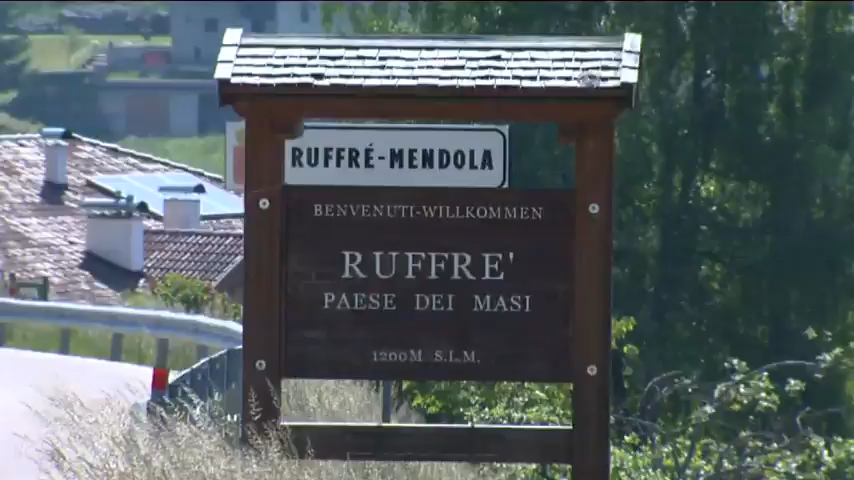 RUFFRÉ-MENDOLA
BENVENUTI-WILLKOMMEN
RUFFRE'
PAESE DEI MASI
1200M S.L.M.